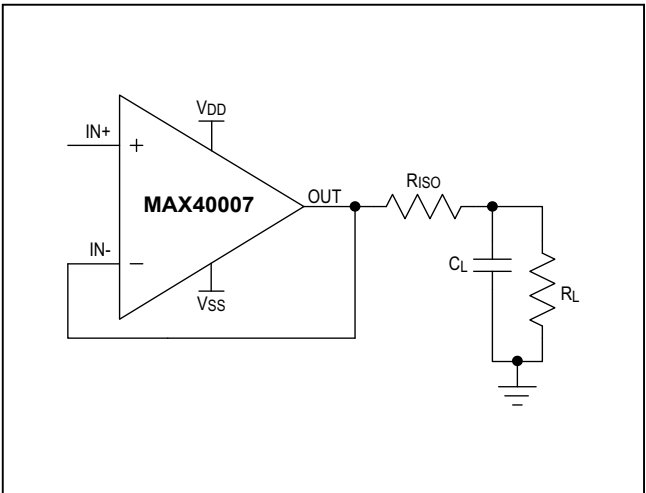 VDD
IN+
+
MAX40007
OUT
RISO
IN-
−
VSS
CL
RL